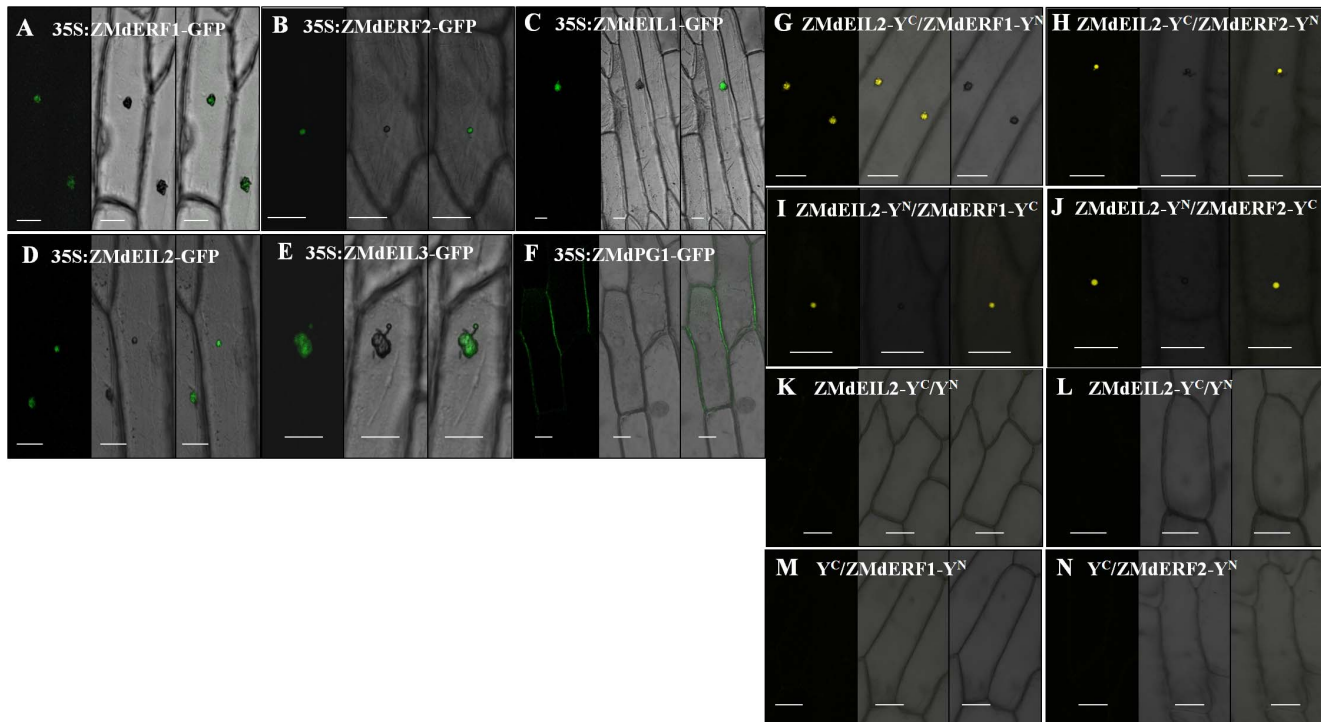 A 35S:ZMdERF1-GFP
B 35S:ZMdERF2-GFP
C 35S:ZMdEIL1-GFP
G ZMdEIL2-Y^C/ZMdERF1-Y^N
H ZMdEIL2-Y^C/ZMdERF2-Y^N
I ZMdEIL2-Y^N/ZMdERF1-Y^C
J ZMdEIL2-Y^N/ZMdERF2-Y^C
D 35S:ZMdEIL2-GFP
E 35S:ZMdEIL3-GFP
F 35S:ZMdPG1-GFP
K ZMdEIL2-Y^C/Y^N
L ZMdEIL2-Y^C/Y^N
M Y^C/ZMdERF1-Y^N
N Y^C/ZMdERF2-Y^N